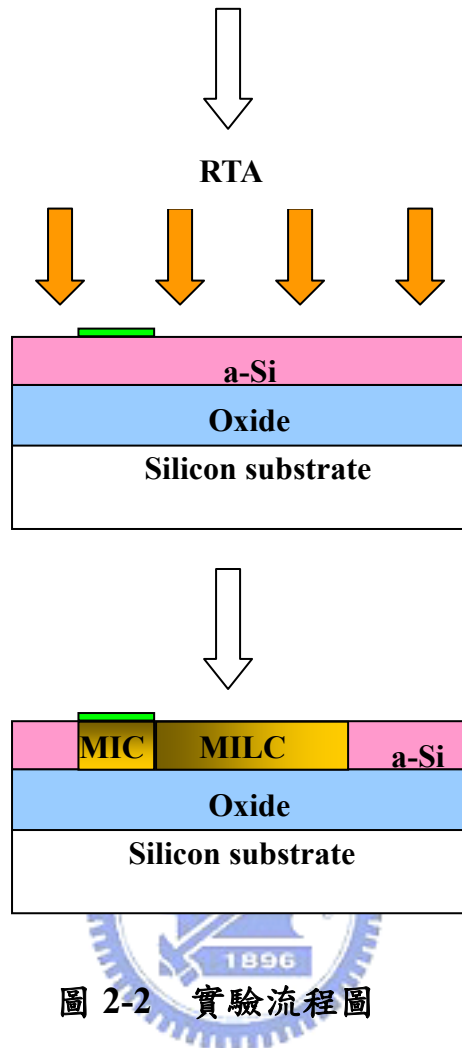 RTA
a-Si
Oxide
Silicon substrate
MIC MILC a-Si
Oxide
Silicon substrate
1896
圖 2-2 實驗流程圖